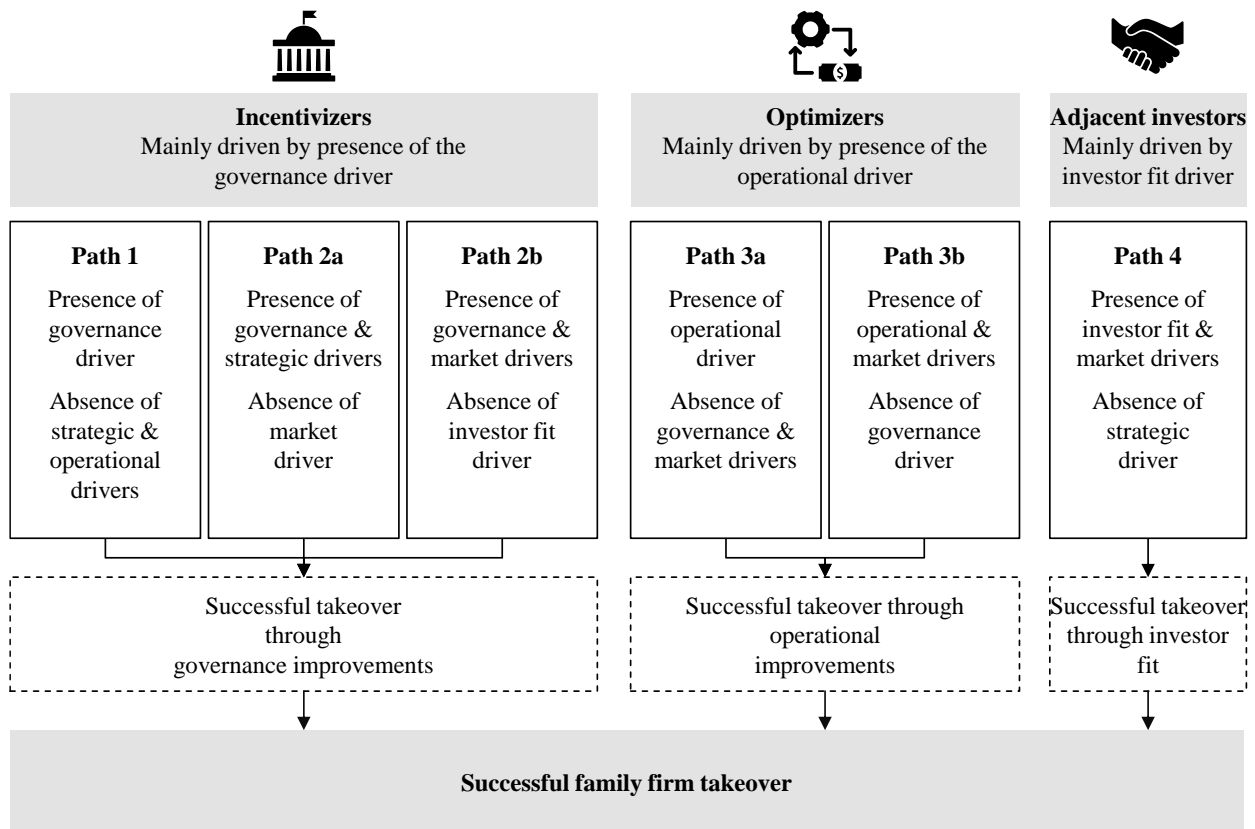 Incentivizers
Mainly driven by presence of the
governance driver
Optimizers
Mainly driven by presence of the
operational driver
Adjacent investors
Mainly driven by
investor fit driver
Path 1
Presence of
governance
driver
Absence of
strategic &
operational
drivers
Path 2a
Presence of
governance &
strategic drivers
Absence of
market
driver
Path 2b
Presence of
governance &
market drivers
Absence of
investor fit
driver
Path 3a
Presence of
operational
driver
Absence of
governance &
market drivers
Path 3b
Presence of
operational &
market drivers
Absence of
governance
driver
Path 4
Presence of
investor fit &
market drivers
Absence of
strategic
driver
Successful takeover
through
governance improvements
Successful takeover through
operational
improvements
Successful takeover
through investor
fit
Successful family firm takeover